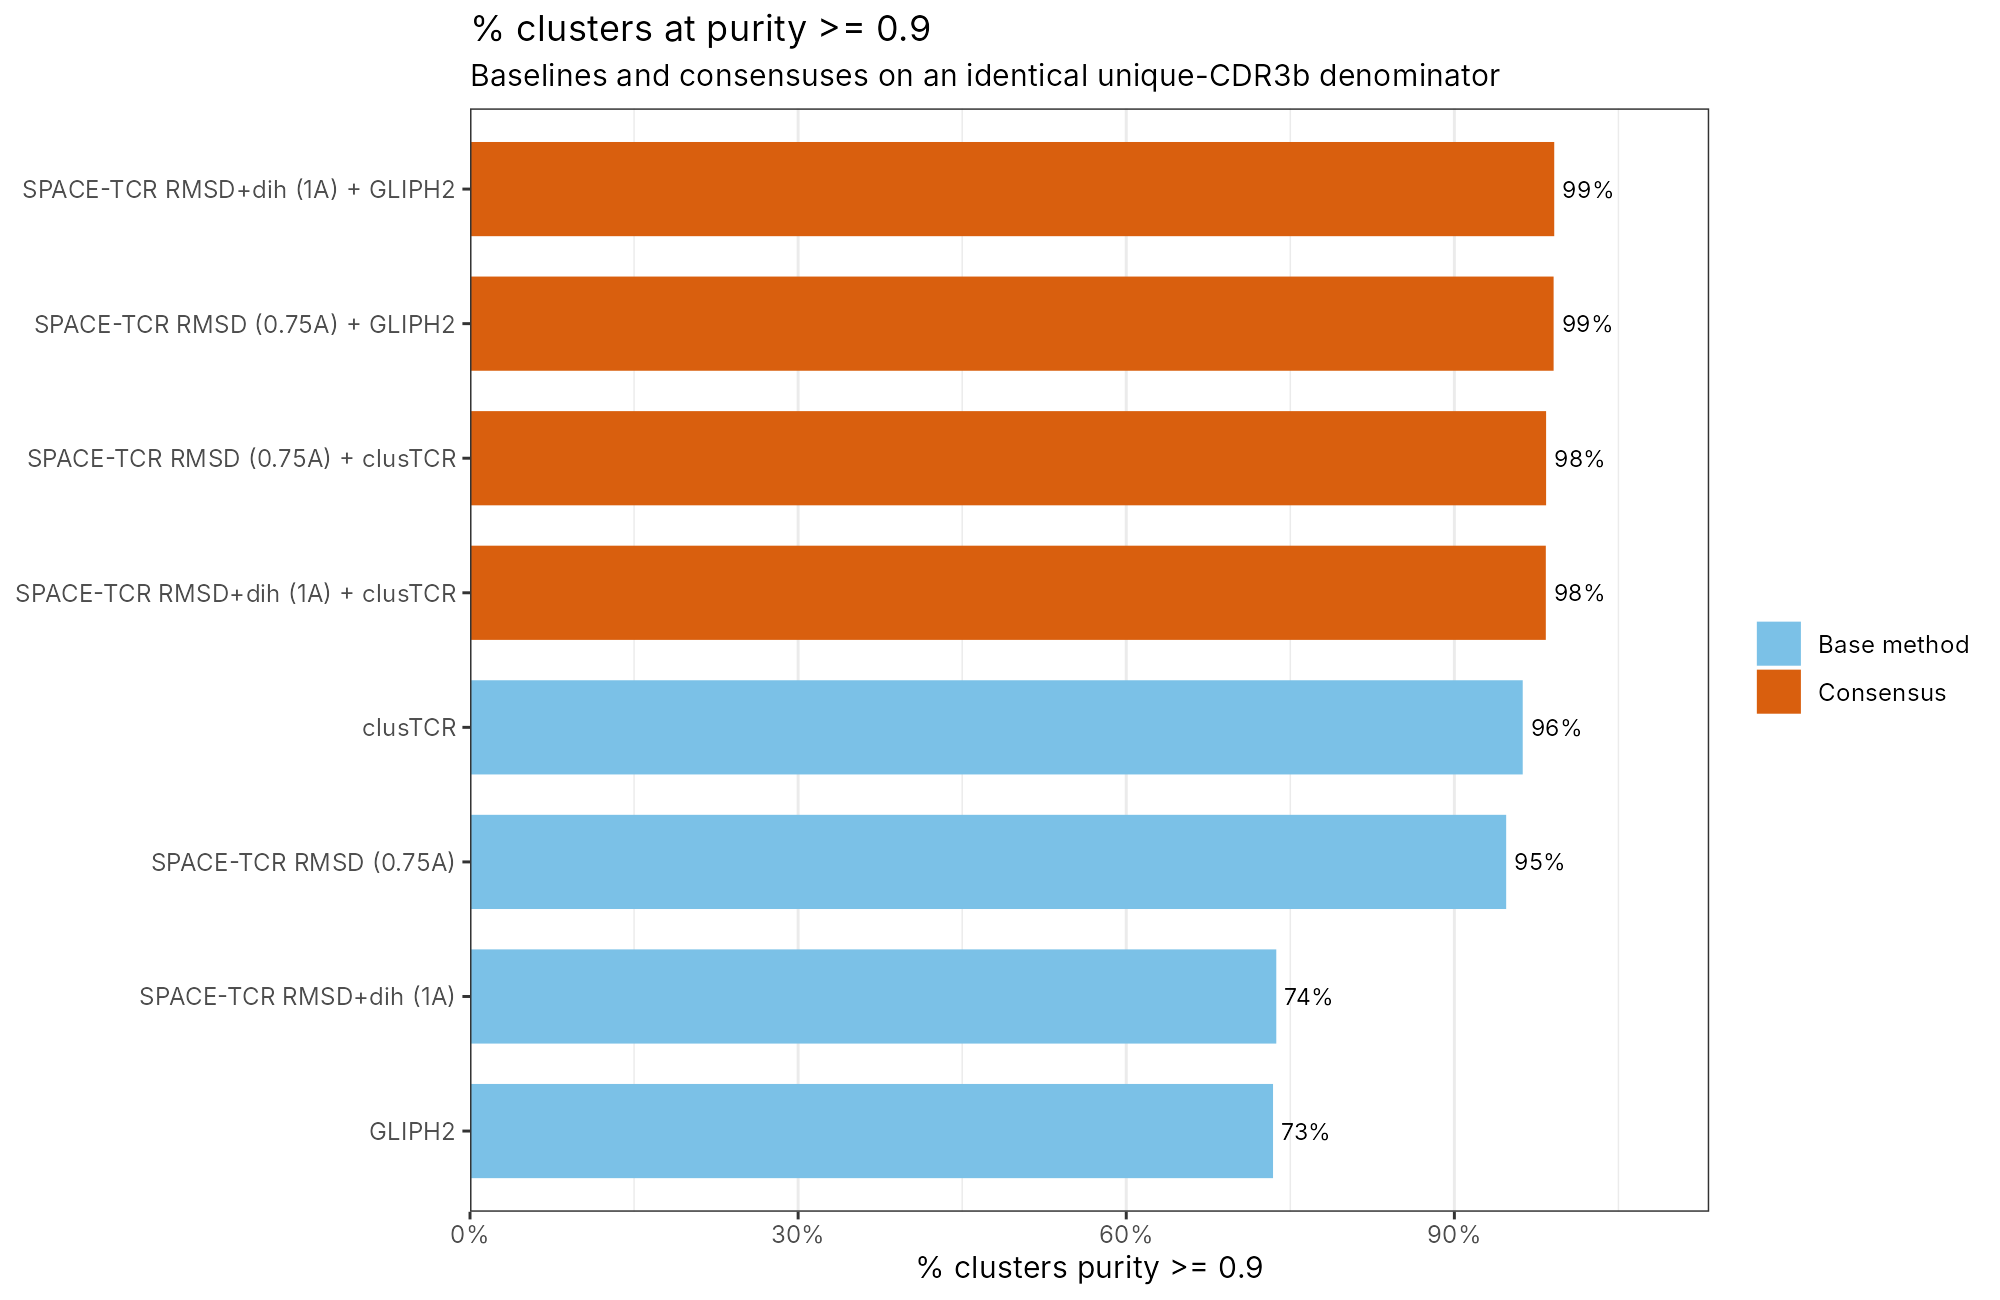 % clusters at purity >= 0.9
Baselines and consensuses on an identical unique-CDR3b denominator
SPACE-TCR RMSD+dih (1A) + GLIPH2
99%
SPACE-TCR RMSD (0.75A) + GLIPH2
99%
SPACE-TCR RMSD (0.75A) + clusTCR
98%
SPACE-TCR RMSD+dih (1A) + clusTCR
98%
clusTCR
96%
SPACE-TCR RMSD (0.75A)
95%
SPACE-TCR RMSD+dih (1A)
74%
GLIPH2
73%
0%
30%
60%
90%
% clusters purity >= 0.9
Base method
Consensus